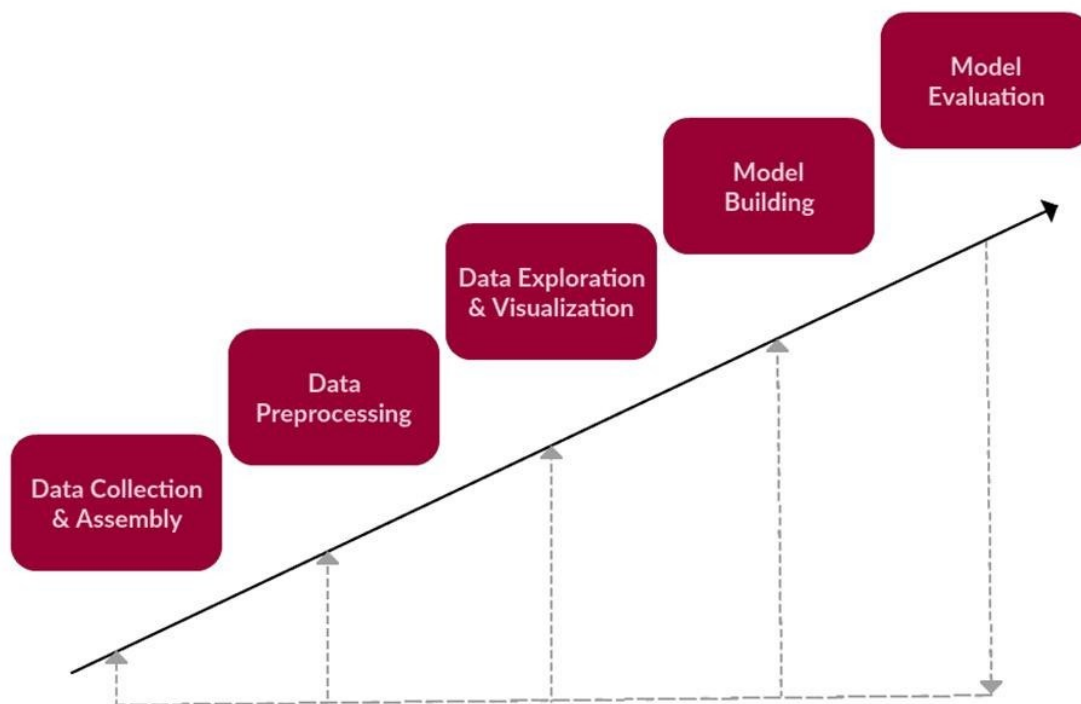 Data Collection
& Assembly
Data
Preprocessing
Data Exploration
& Visualization
Model
Building
Model
Evaluation